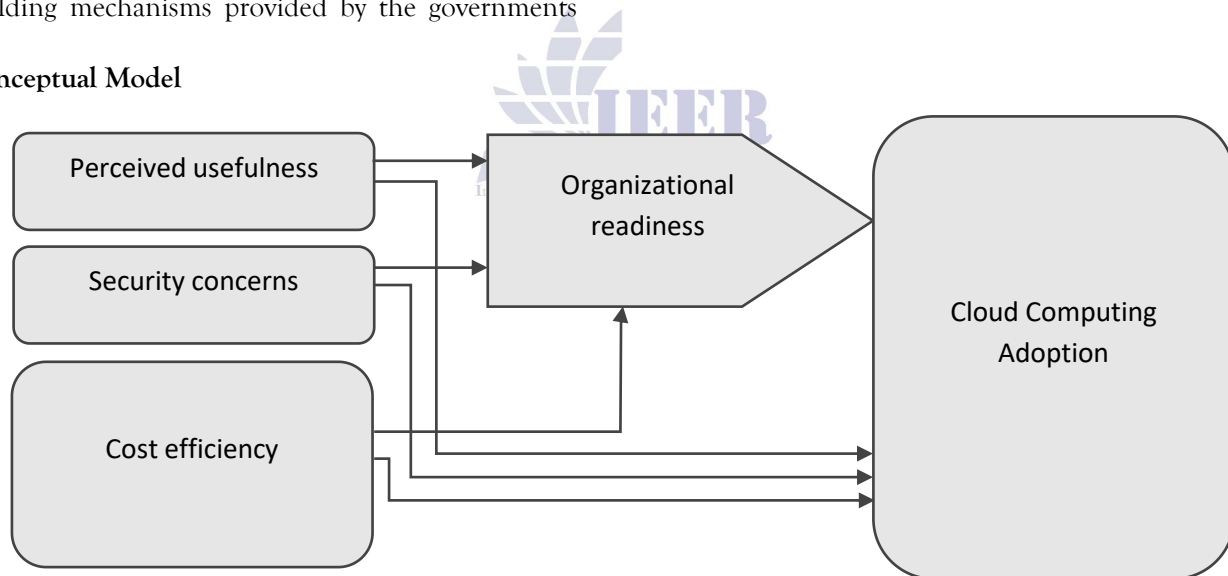 lding mechanisms provided by the governments
nceptual Model
IEER
Perceived usefulness
Organizational
readiness
Security concerns
Cloud Computing
Adoption
Cost efficiency